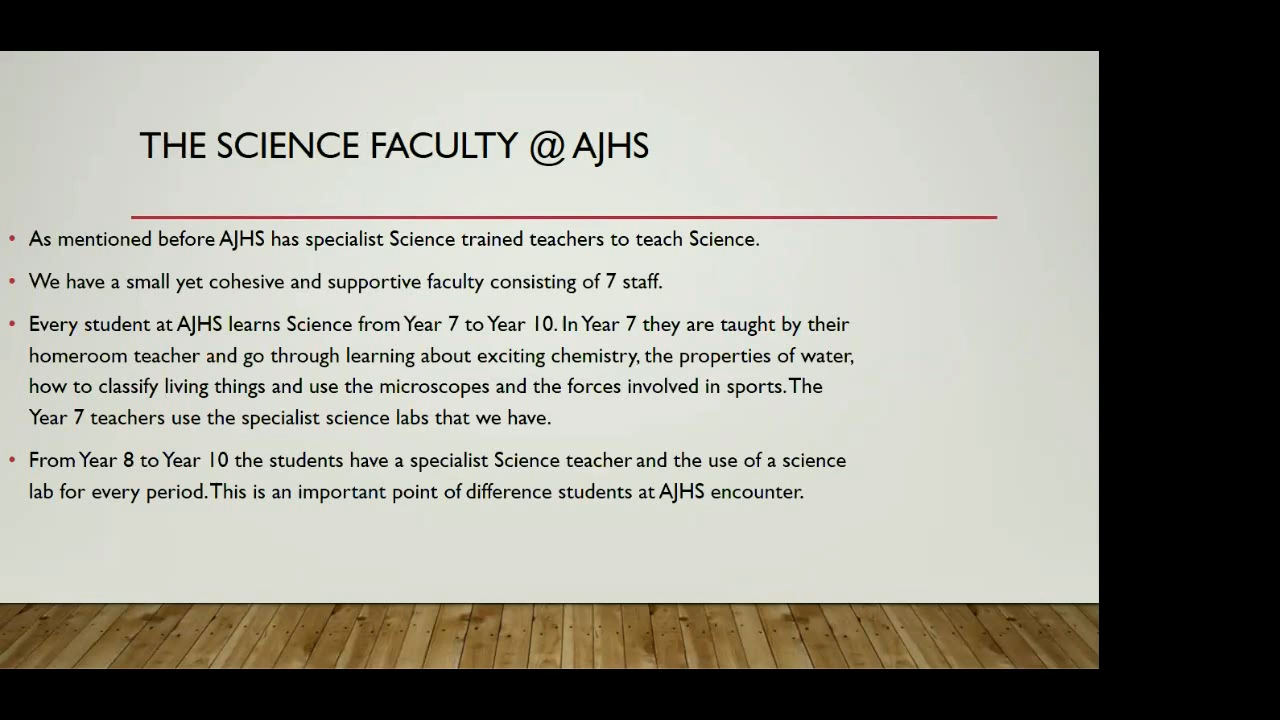 THE SCIENCE FACULTY @ AJHS
• As mentioned before AJHS has specialist Science trained teachers to teach Science.
• We have a small yet cohesive and supportive faculty consisting of 7 staff.
• Every student at AJHS learns Science from Year 7 to Year 10. In Year 7 they are taught by their
homeroom teacher and go through learning about exciting chemistry, the properties of water,
how to classify living things and use the microscopes and the forces involved in sports. The
Year 7 teachers use the specialist science labs that we have.
• From Year 8 to Year 10 the students have a specialist Science teacher and the use of a science
lab for every period. This is an important point of difference students at AJHS encounter.